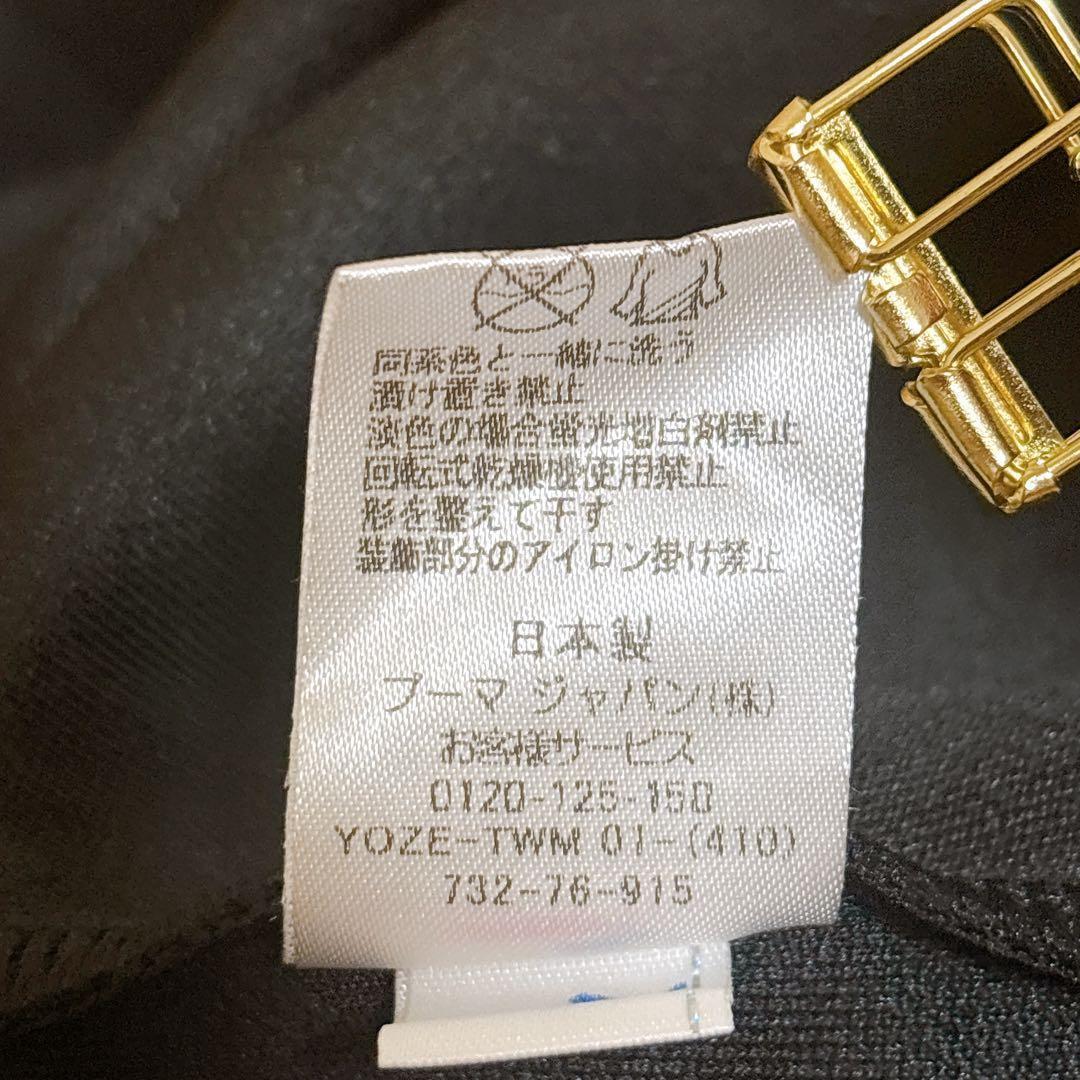 同系色と一緒に洗う
漬け置き禁止
淡色の場合蛍光増白剤禁止
回転式乾燥機使用禁止
形を整えて干す
装飾部分のアイロン掛け禁止
日本製
プーマ ジャパン(株)
お客様サービス
0120-125-150
YOZE-TWM 01-(410)
732-76-915